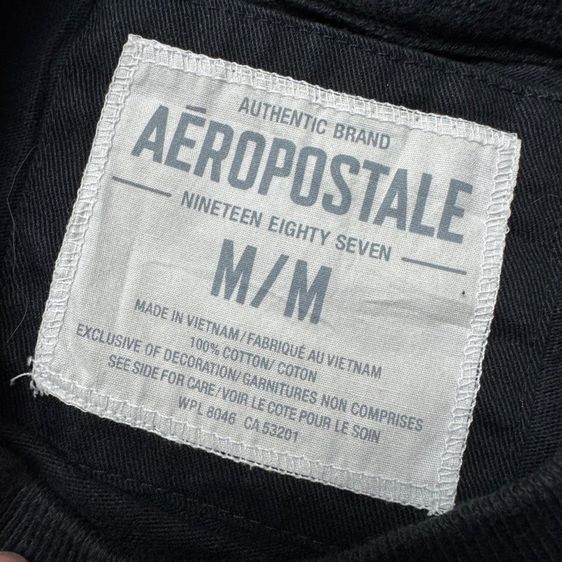 AUTHENTIC BRAND
AÉROPOSTALE
NINETEEN EIGHTY SEVEN
M/M
MADE IN VIETNAM/FABRIQUÉ AU VIETNAM
100% COTTON/ COTON
EXCLUSIVE OF DECORATION/GARNITURES NON COMPRISES
SEE SIDE FOR CARE/VOIR LE COTE POUR LE SOIN
WPL 8046 CA 53201